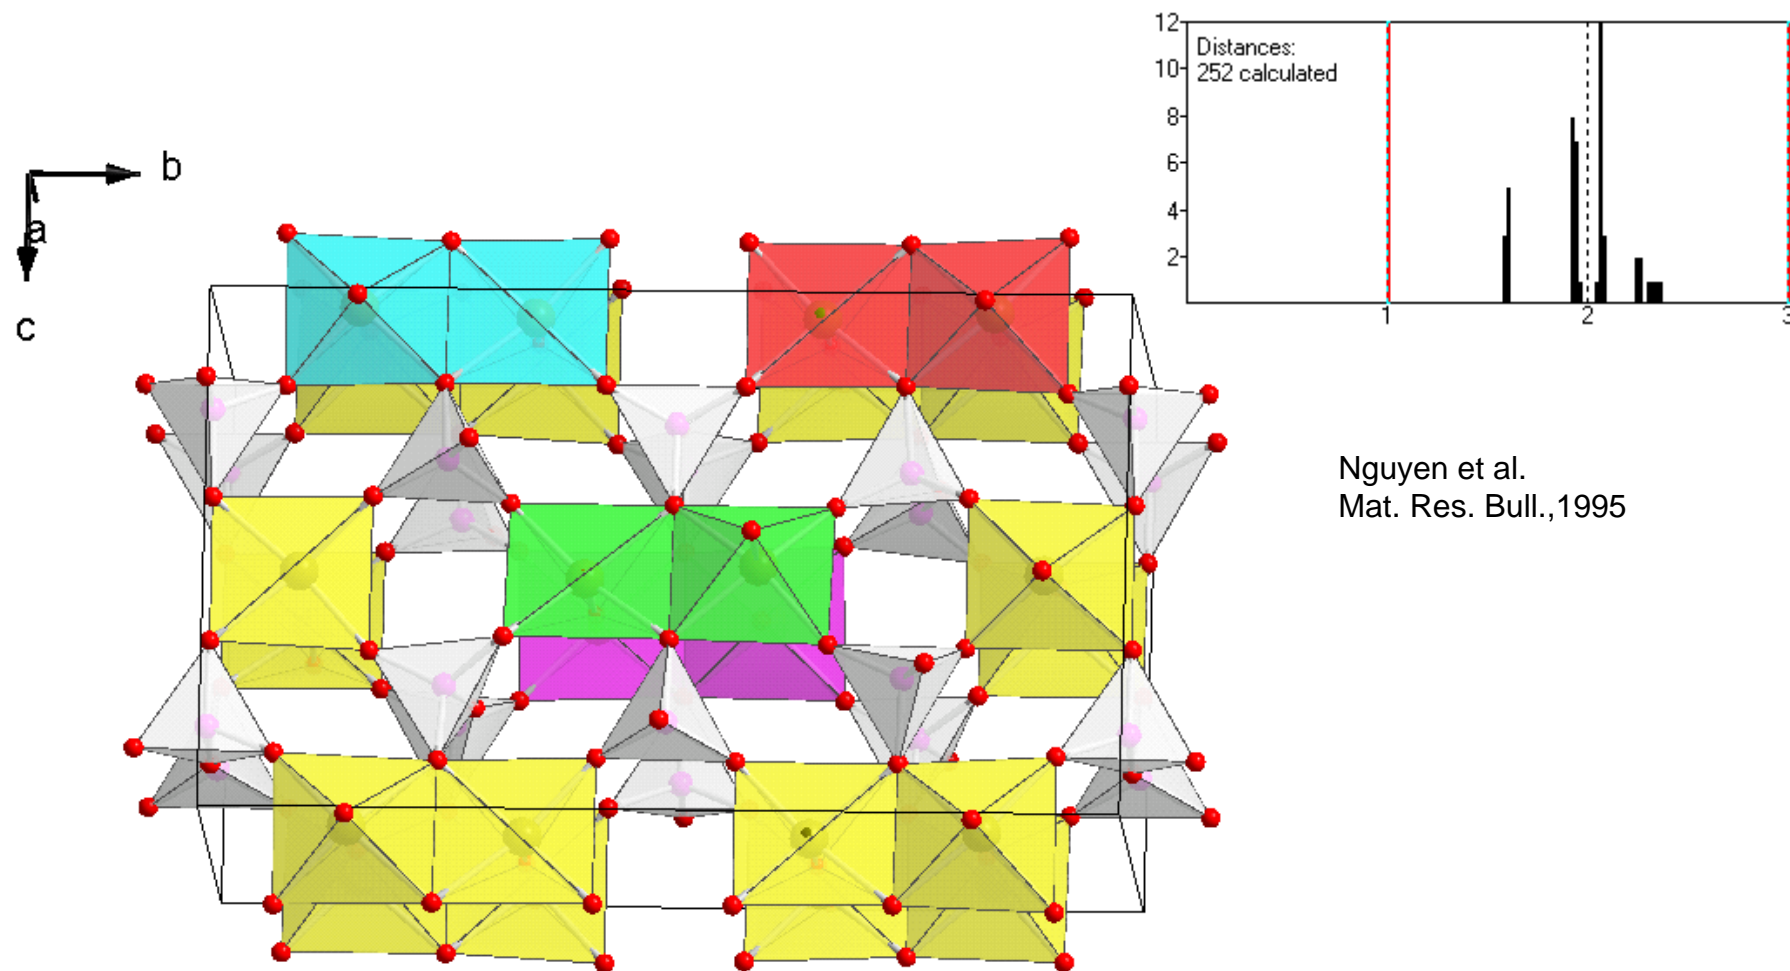 12
Distances:
252 calculated
10
8
6
4
2
1
2
3
b
a
c
Nguyen et al.
Mat. Res. Bull.,1995